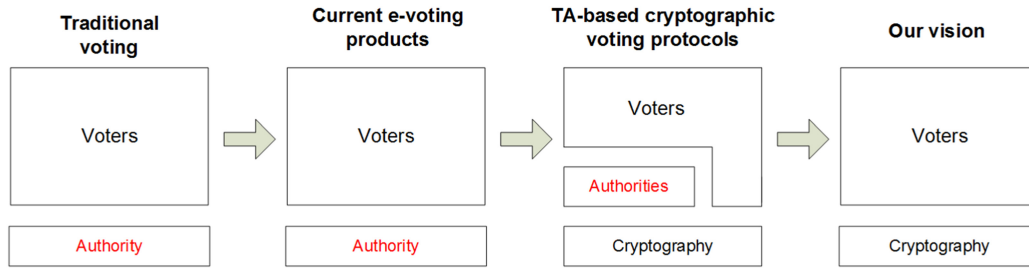 Traditional
voting
Current e-voting
products
TA-based cryptographic
voting protocols
Our vision
Voters
Voters
Voters
Voters
Authorities
Authority
Authority
Cryptography
Cryptography